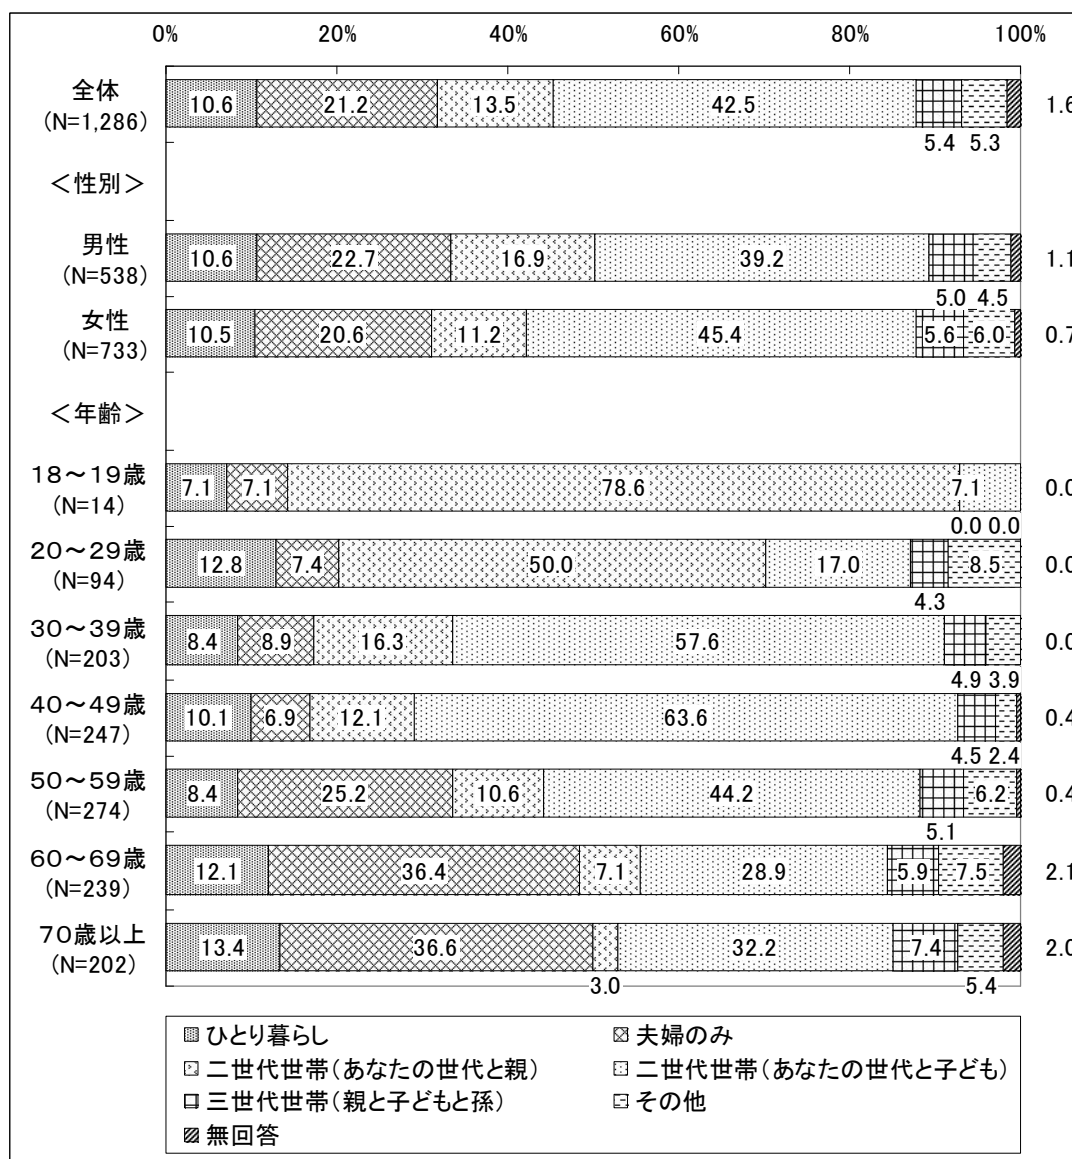 0% 20% 40% 60% 80% 100%
全体
(N=1,286)
10.6 21.2 13.5 42.5 1.6
5.4 5.3
＜性別＞
男性
(N=538)
10.6 22.7 16.9 39.2 1.1
5.0 4.5
女性
(N=733)
10.5 20.6 11.2 45.4 5.6 6.0 0.7
＜年齢＞
18～19歳
(N=14)
7.1 7.1 78.6 7.1 0.0
0.0 0.0
20～29歳
(N=94)
12.8 7.4 50.0 17.0 8.5 0.0
4.3
30～39歳
(N=203)
8.4 8.9 16.3 57.6 0.0
4.9 3.9
40～49歳
(N=247)
10.1 6.9 12.1 63.6 0.4
4.5 2.4
50～59歳
(N=274)
8.4 25.2 10.6 44.2 6.2 0.4
5.1
60～69歳
(N=239)
12.1 36.4 7.1 28.9 5.9 7.5 2.1
70歳以上
(N=202)
13.4 36.6 32.2 7.4 2.0
3.0 5.4
ひとり暮らし 夫婦のみ
二世代世帯(あなたの世代と親) 二世代世帯(あなたの世代と子ども)
三世代世帯(親と子どもと孫) その他
無回答